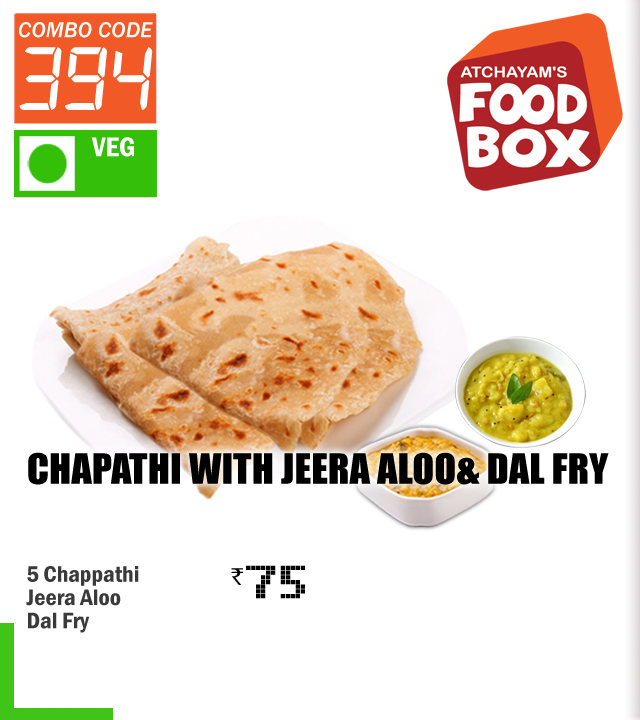 COMBO CODE
394
VEG
ATCHAYAM'S
FOOD
BOX
CHAPATHI WITH JEERA ALOO& DAL FRY
5 Chappathi
Jeera Aloo
Dal Fry
₹75